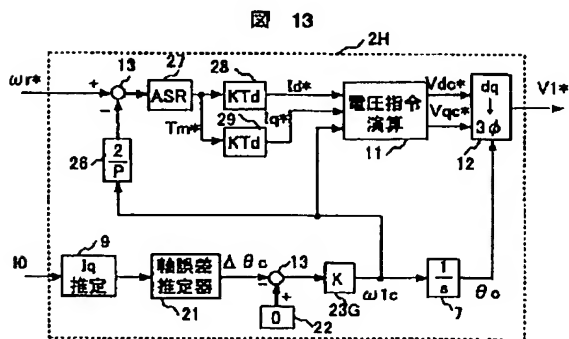 図 13
2H
ωr*
+
−
13
27
ASR
28
KTd
Id*
29
KTd
Iq*
Tm*
電圧指令
演算
11
Vdc*
Vqc*
dq
↓
3φ
12
V1*
26
2
P
I0
9
Iq
推定
軸誤差
推定器
21
Δθc
−
13
+
0
22
K
23G
ω1c
1
s
7
θc